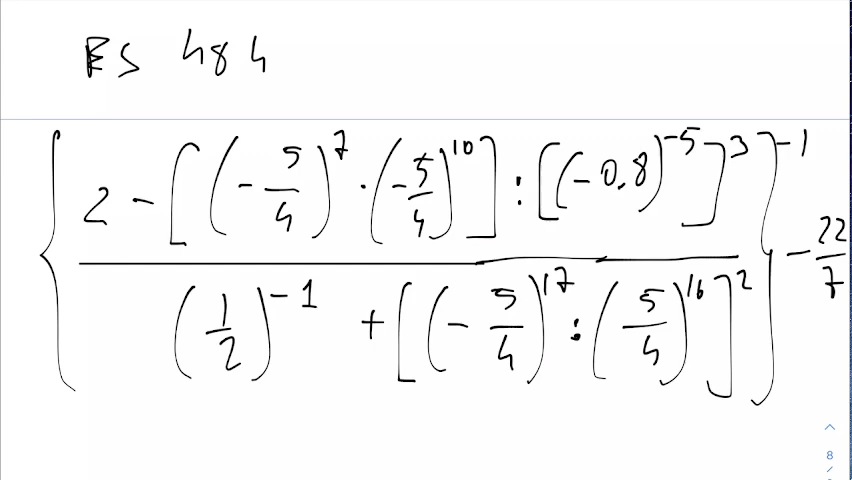 ES 484
{ 2 - [ (-5/4)^7 · (-5/4)^10 ] : [ (-0,8)^-5 ]^3
/ (1/2)^-1 + [ (-5/4)^17 : (5/4)^16 ]^2 }^-1 - 22/7
8